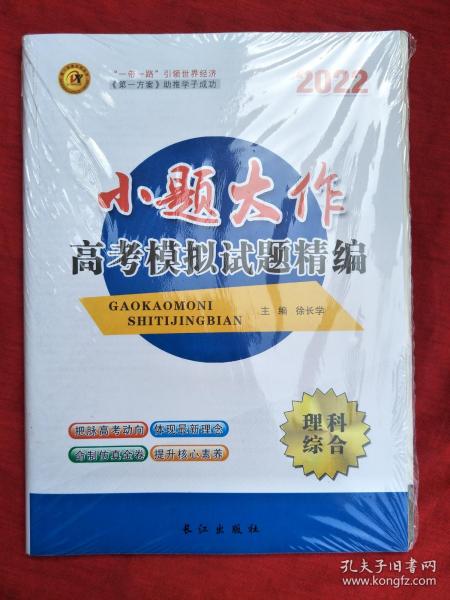 “一带一路”引领世界经济
《第一方案》助推学子成功
2022
小题大作
高考模拟试题精编
GAOKAOMONI
SHITIJINGBIAN
主编 徐长学
把脉高考动向
体现最新理念
命制仿真金卷
提升核心素养
理科
综合
长江出版社
孔夫子旧书网
www.kongfz.com